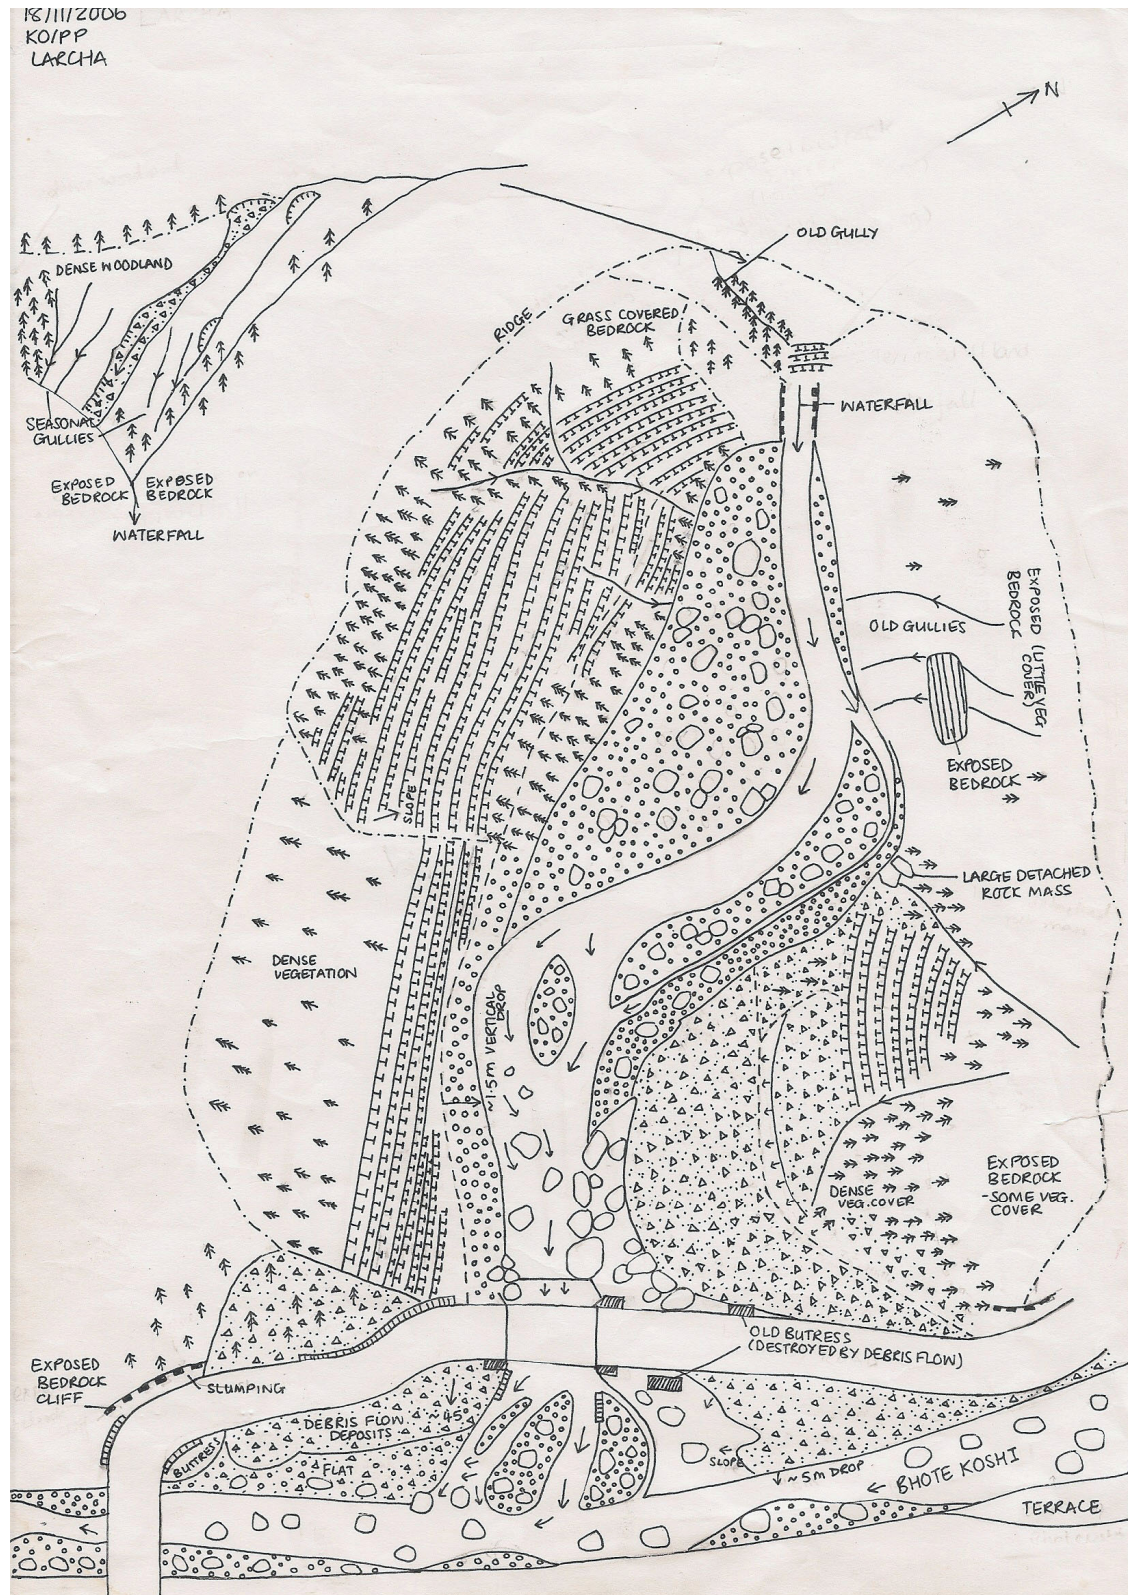 18/11/2006
KO/PP
LARCHA
N
OLD GULLY
DENSE WOODLAND
RIDGE
GRASS COVERED
BEDROCK
WATERFALL
SEASONAL
GULLIES
EXPOSED
BEDROCK
EXPOSED
BEDROCK
WATERFALL
EXPOSED (LITTLE VEG
BEDROCK COVER)
OLD GULLIES
EXPOSED
BEDROCK
SLOPE
LARGE DETACHED
ROCK MASS
DENSE
VEGETATION
~1.5m VERTICAL
DROP
EXPOSED
BEDROCK
-SOME VEG.
COVER
DENSE
VEG.COVER
OLD BUTRESS
(DESTROYED BY DEBRIS FLOW)
EXPOSED
BEDROCK
CLIFF
SLUMPING
DEBRIS FLOW
DEPOSITS
~45
BUTTRESS
FLAT
SLOPE
~5m DROP
BHOTE KOSHI
TERRACE